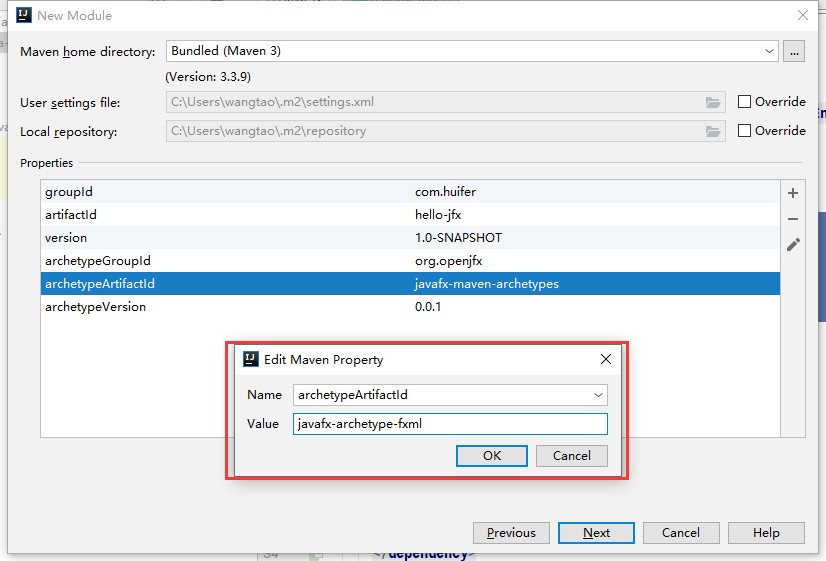 New Module
Maven home directory:
Bundled (Maven 3)
...
(Version: 3.3.9)
User settings file:
C:\Users\wangtao\.m2\settings.xml
Override
Local repository:
C:\Users\wangtao\.m2\repository
Override
Properties
groupId com.huifer
artifactId hello-jfx
version 1.0-SNAPSHOT
archetypeGroupId org.openjfx
archetypeArtifactId javafx-maven-archetypes
archetypeVersion 0.0.1
Edit Maven Property
Name archetypeArtifactId
Value javafx-archetype-fxml
OK Cancel
Previous Next Cancel Help
34 </dependency>